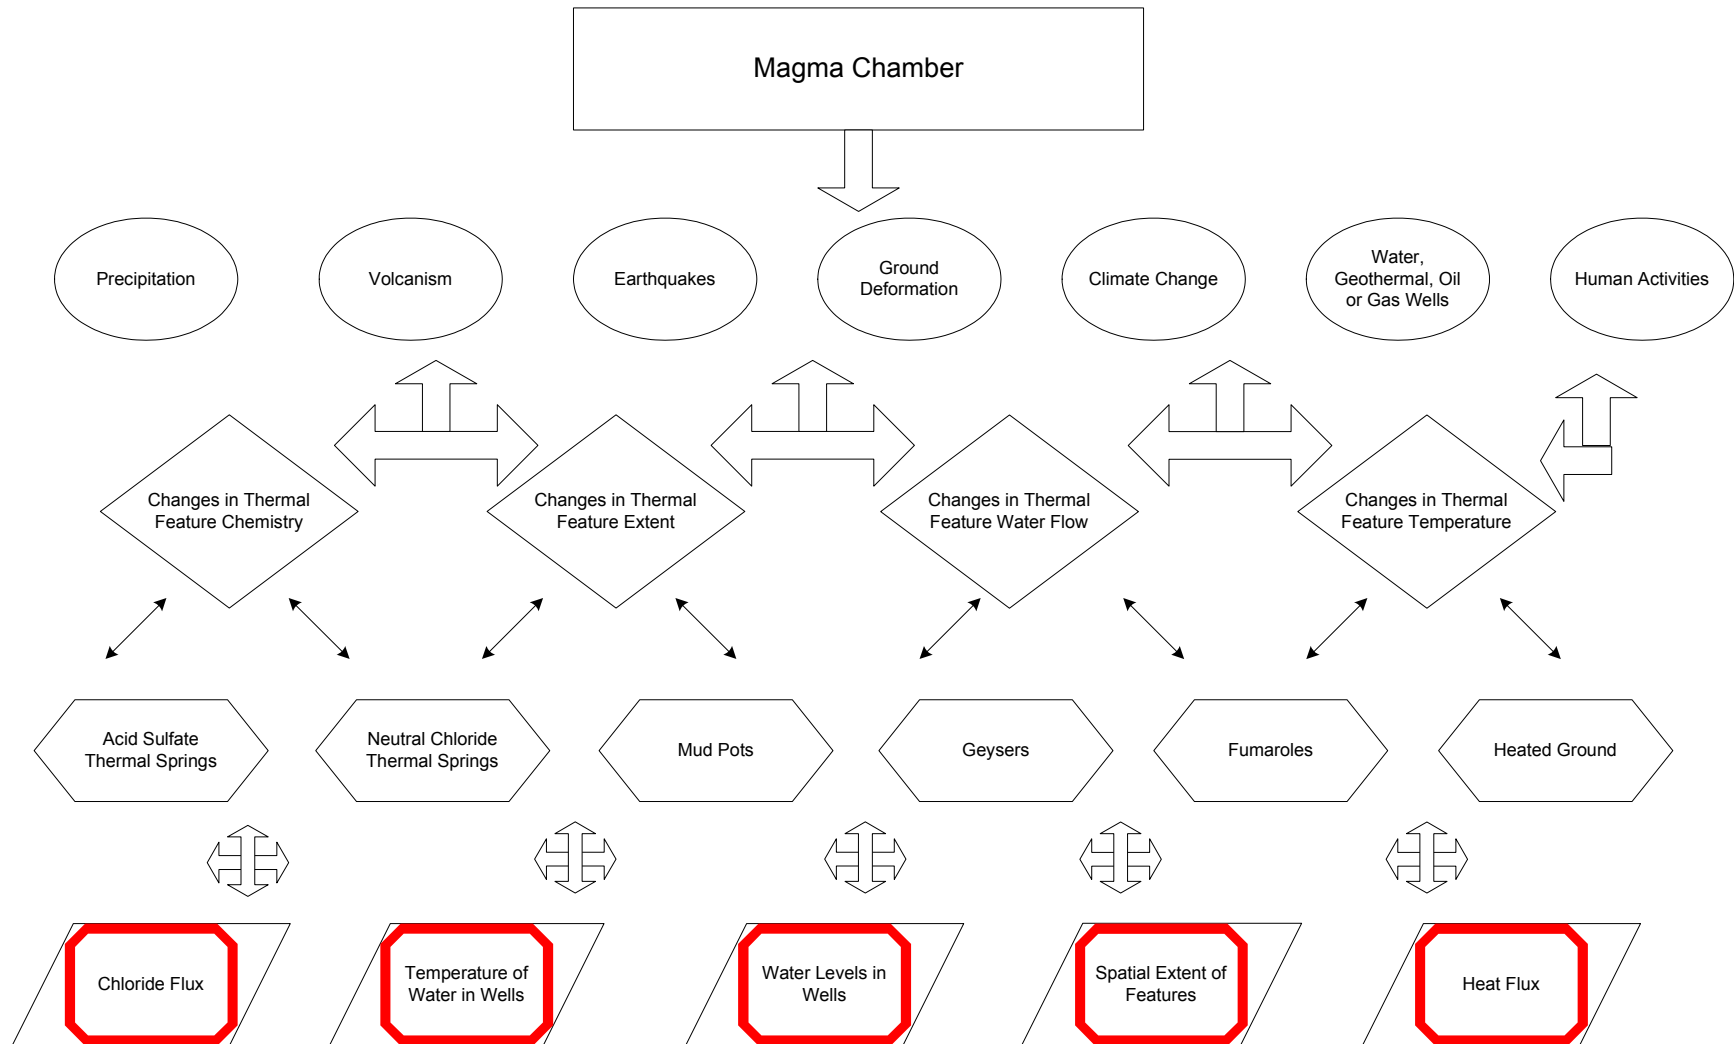 Magma Chamber
Precipitation
Volcanism
Earthquakes
Ground
Deformation
Climate Change
Water,
Geothermal, Oil
or Gas Wells
Human Activities
Changes in Thermal
Feature Chemistry
Changes in Thermal
Feature Extent
Changes in Thermal
Feature Water Flow
Changes in Thermal
Feature Temperature
Acid Sulfate
Thermal Springs
Neutral Chloride
Thermal Springs
Mud Pots
Geysers
Fumaroles
Heated Ground
Chloride Flux
Temperature of
Water in Wells
Water Levels in
Wells
Spatial Extent of
Features
Heat Flux